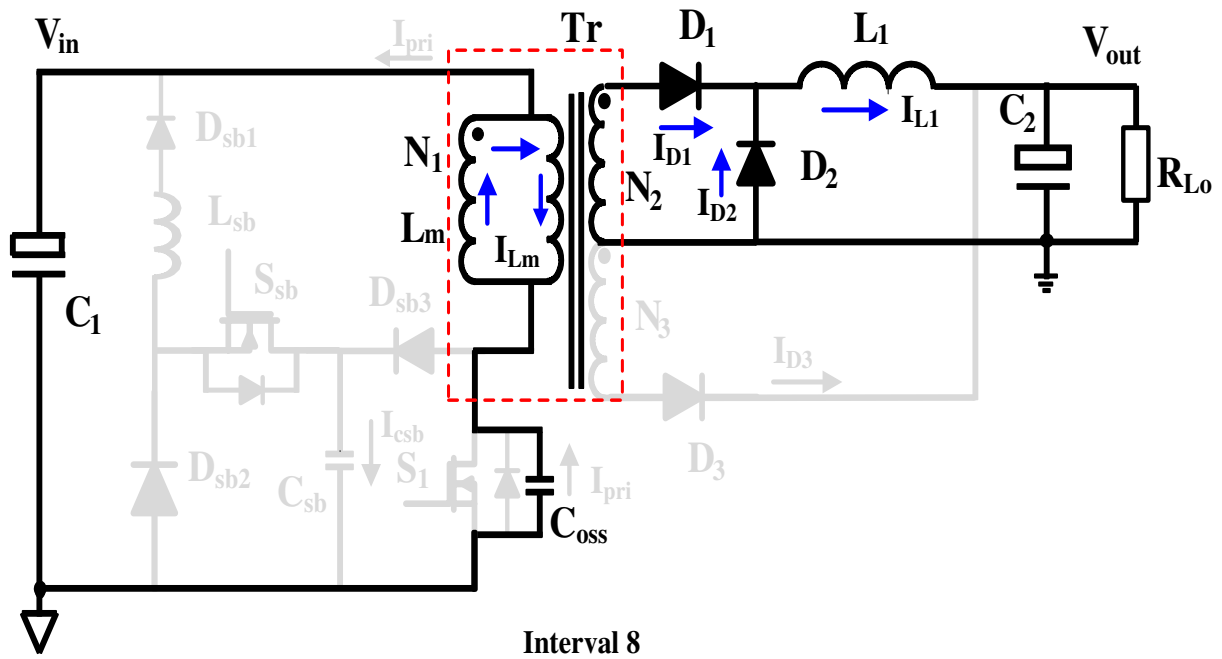 Tr
D1
L1
Vin
Ipri
Vout
Dsb1
N1
ID1
IL1
C2
D2
RLo
N2
ID2
Lsb
Lm
ILm
Ssb
Dsb3
C1
N3
ID3
Icsb
Dsb2
Csb
S1
Ipri
D3
Coss
Interval 8